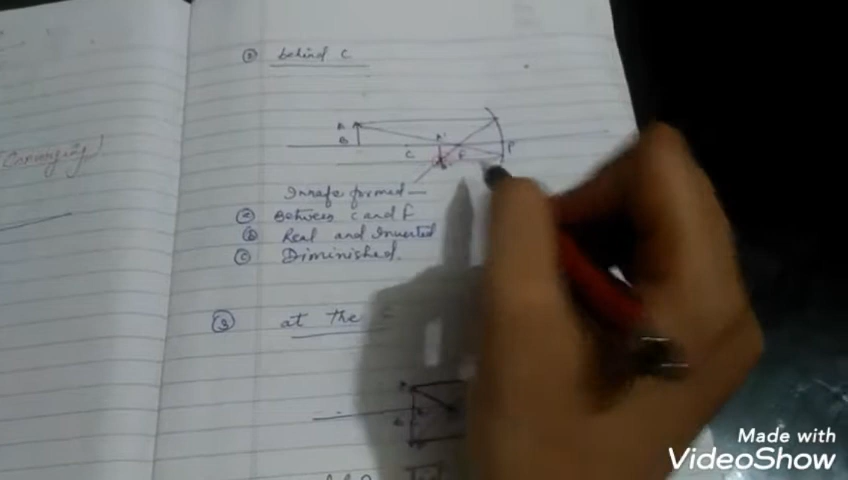 (Converging)
② behind C
A
A'
B
C
F
P
Image formed —
ⓐ Between C and F
ⓑ Real and Inverted
ⓒ Diminished.
③ at the
Made with
VideoShow